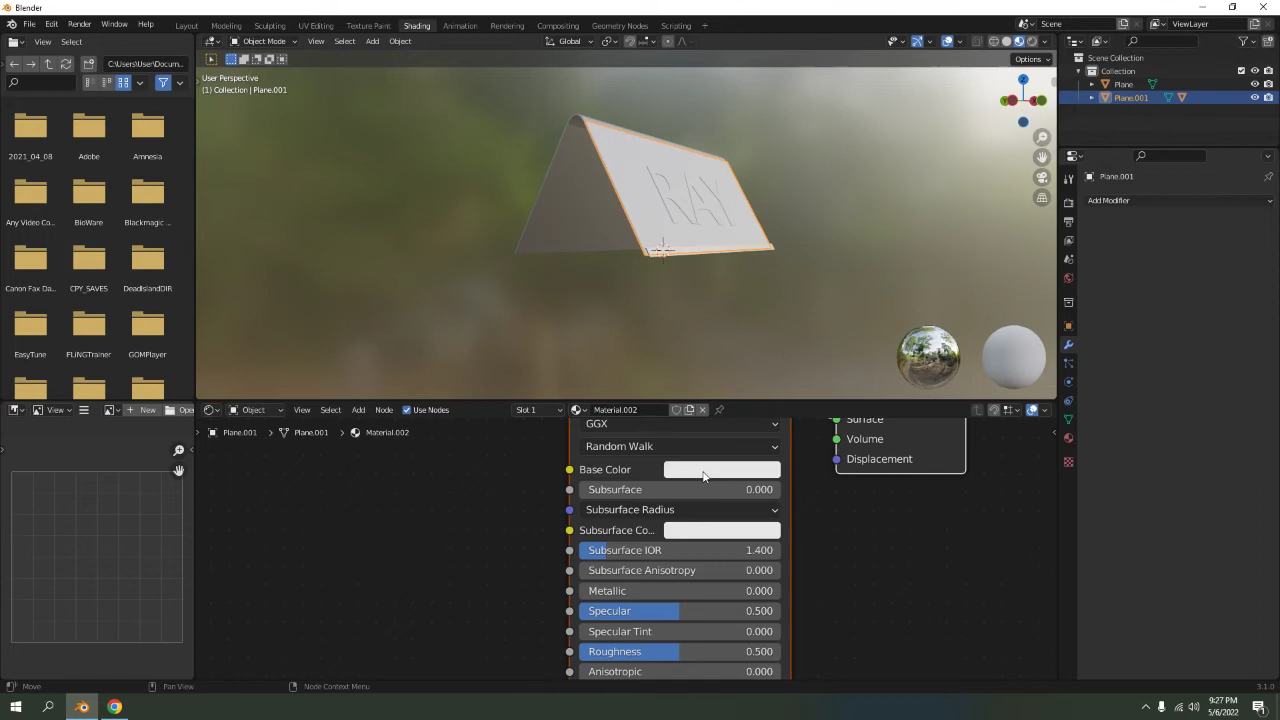 Blender
File Edit Render Window Help Layout Modeling Sculpting UV Editing Texture Paint Shading Animation Rendering Compositing Geometry Nodes Scripting + Scene ViewLayer
View Select Object Mode View Select Add Object Global
C:\Users\User\Docum...
Options
User Perspective
(1) Collection | Plane.001
Scene Collection
Collection
Plane
Plane.001
Z
Y
X
Plane.001
Add Modifier
2021_04_08 Adobe Amnesia
Any Video Co... BioWare Blackmagic ...
Canon Fax Da... CPY_SAVES DeadIslandDIR
EasyTune FLiNGTrainer GOMPlayer
RAY
View New Open
Object View Select Add Node Use Nodes Slot 1 Material.002
Plane.001 > Plane.001 > Material.002
GGX
Random Walk
Base Color
Subsurface 0.000
Subsurface Radius
Subsurface Co...
Subsurface IOR 1.400
Subsurface Anisotropy 0.000
Metallic 0.000
Specular 0.500
Specular Tint 0.000
Roughness 0.500
Anisotropic 0.000
Surface
Volume
Displacement
Move Pan View Node Context Menu 3.1.0
9:27 PM
5/6/2022
1